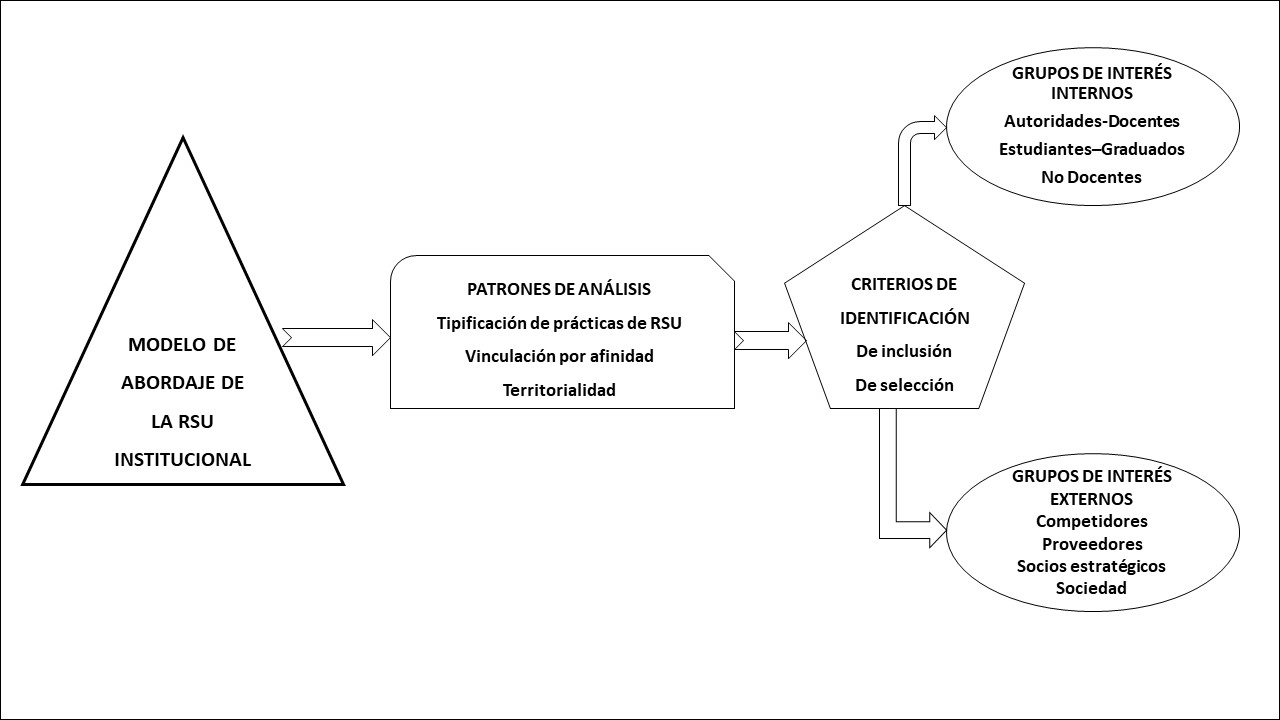 MODELO DE
ABORDAJE DE
LA RSU
INSTITUCIONAL
PATRONES DE ANÁLISIS
Tipificación de prácticas de RSU
Vinculación por afinidad
Territorialidad
CRITERIOS DE
IDENTIFICACIÓN
De inclusión
De selección
GRUPOS DE INTERÉS
INTERNOS
Autoridades-Docentes
Estudiantes–Graduados
No Docentes
GRUPOS DE INTERÉS
EXTERNOS
Competidores
Proveedores
Socios estratégicos
Sociedad